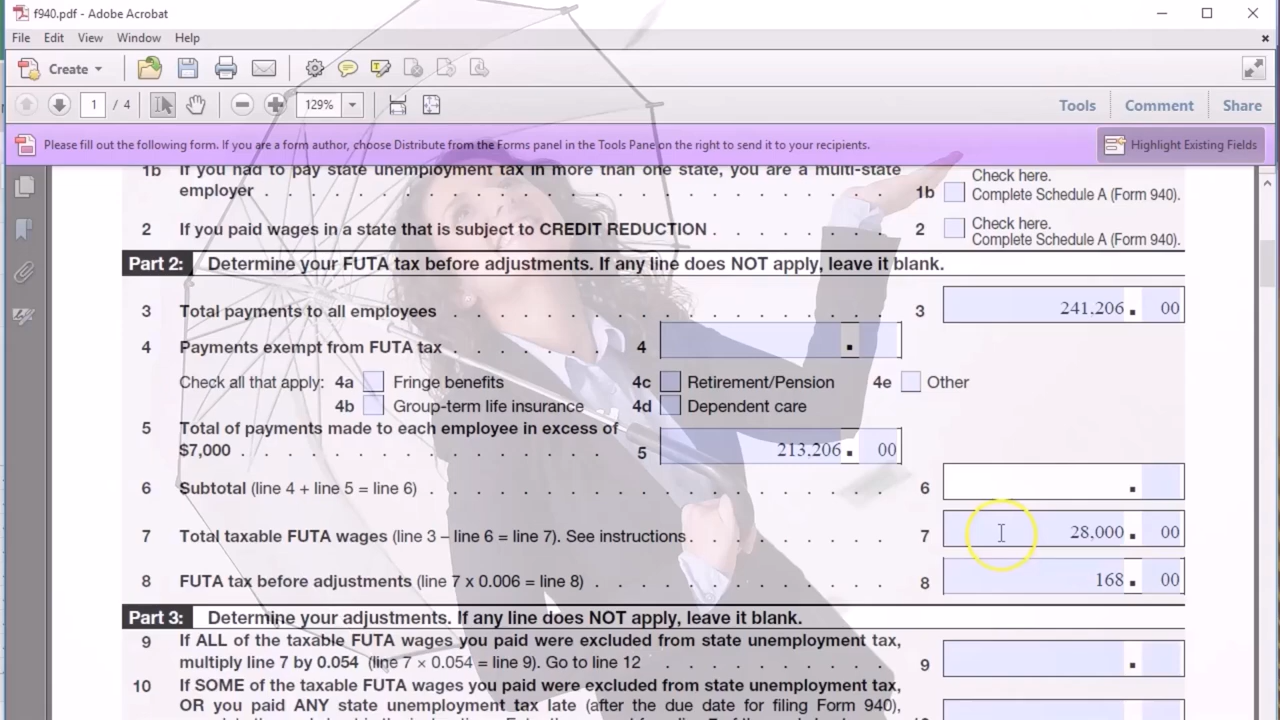 f940.pdf - Adobe Acrobat
File Edit View Window Help
Create
1 / 4 129% Tools Comment Share
Please fill out the following form. If you are a form author, choose Distribute from the Forms panel in the Tools Pane on the right to send it to your recipients. Highlight Existing Fields
1b If you had to pay state unemployment tax in more than one state, you are a multi-state Check here.
employer . . . . . . . . . . . . . . . . . . . . 1b Complete Schedule A (Form 940).
2 If you paid wages in a state that is subject to CREDIT REDUCTION . . . . . . . 2 Check here.
Complete Schedule A (Form 940).
Part 2: Determine your FUTA tax before adjustments. If any line does NOT apply, leave it blank.
3 Total payments to all employees . . . . . . . . . . . . . . . 3 241.206 . 00
4 Payments exempt from FUTA tax . . . . . . . 4 .
Check all that apply: 4a Fringe benefits 4c Retirement/Pension 4e Other
4b Group-term life insurance 4d Dependent care
5 Total of payments made to each employee in excess of
$7,000 . . . . . . . . . . . . . . 5 213.206 . 00
6 Subtotal (line 4 + line 5 = line 6) . . . . . . . . . . . . . . . . 6 .
7 Total taxable FUTA wages (line 3 – line 6 = line 7). See instructions . . . . . . . . 7 28,000 . 00
8 FUTA tax before adjustments (line 7 x 0.006 = line 8) . . . . . . . . . . . 8 168 . 00
Part 3: Determine your adjustments. If any line does NOT apply, leave it blank.
9 If ALL of the taxable FUTA wages you paid were excluded from state unemployment tax,
multiply line 7 by 0.054 (line 7 × 0.054 = line 9). Go to line 12 . . . . . . . . . 9 .
10 If SOME of the taxable FUTA wages you paid were excluded from state unemployment tax,
OR you paid ANY state unemployment tax late (after the due date for filing Form 940),